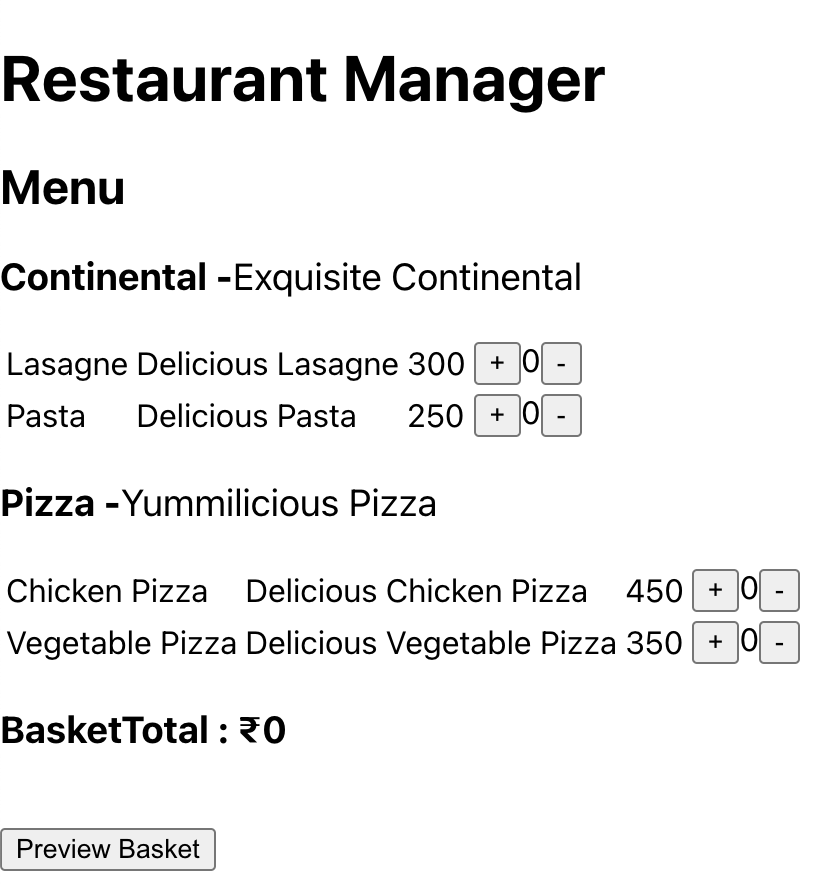 Restaurant Manager
Menu
Continental -Exquisite Continental
Lasagne Delicious Lasagne 300 + 0 -
Pasta Delicious Pasta 250 + 0 -
Pizza -Yummilicious Pizza
Chicken Pizza Delicious Chicken Pizza 450 + 0 -
Vegetable Pizza Delicious Vegetable Pizza 350 + 0 -
BasketTotal : ₹0
Preview Basket